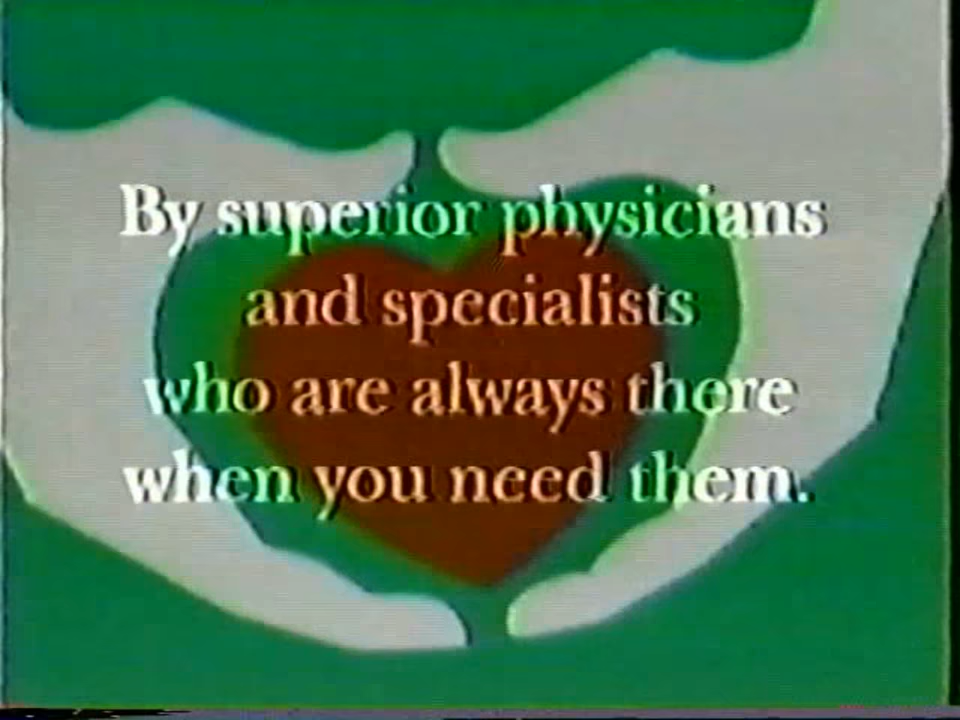 By superior physicians
and specialists
who are always there
when you need them.